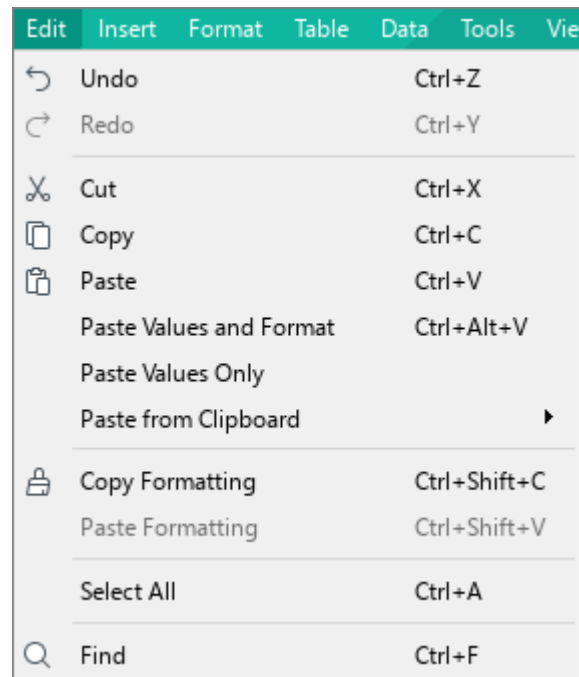 Edit Insert Format Table Data Tools Vie
Undo Ctrl+Z
Redo Ctrl+Y
Cut Ctrl+X
Copy Ctrl+C
Paste Ctrl+V
Paste Values and Format Ctrl+Alt+V
Paste Values Only
Paste from Clipboard
Copy Formatting Ctrl+Shift+C
Paste Formatting Ctrl+Shift+V
Select All Ctrl+A
Find Ctrl+F